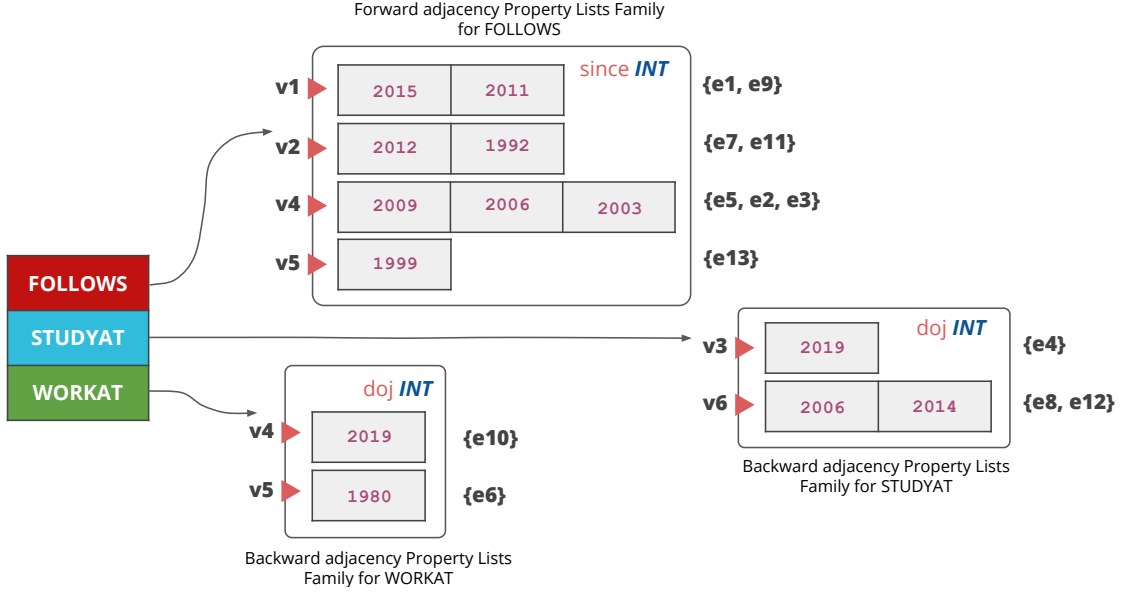 Forward adjacency Property Lists Family
for FOLLOWS
since INT
v1 2015 2011 {e1, e9}
v2 2012 1992 {e7, e11}
v4 2009 2006 2003 {e5, e2, e3}
v5 1999 {e13}
FOLLOWS
STUDYAT
WORKAT
doj INT
v3 2019 {e4}
v6 2006 2014 {e8, e12}
Backward adjacency Property Lists
Family for STUDYAT
doj INT
v4 2019 {e10}
v5 1980 {e6}
Backward adjacency Property Lists
Family for WORKAT